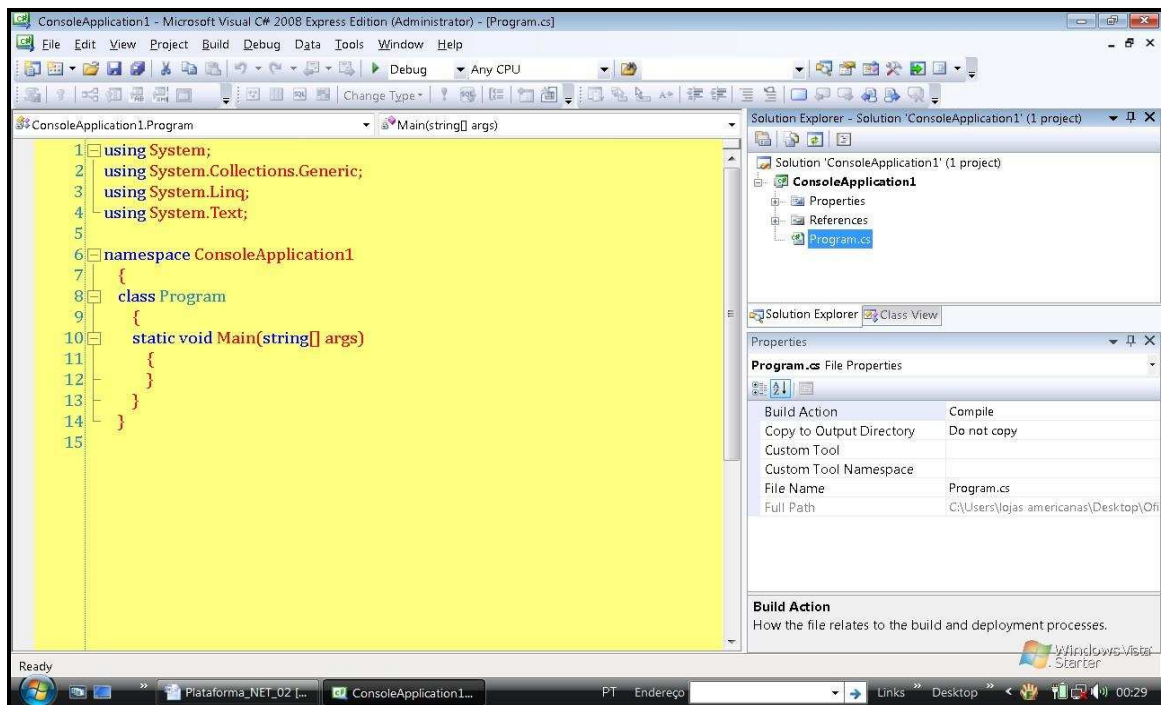 ConsoleApplication1 - Microsoft Visual C# 2008 Express Edition (Administrator) - [Program.cs]
File Edit View Project Build Debug Data Tools Window Help
Debug Any CPU
Change Type
ConsoleApplication1.Program Main(string[] args)
1 using System;
2 using System.Collections.Generic;
3 using System.Linq;
4 using System.Text;
5
6 namespace ConsoleApplication1
7 {
8 class Program
9 {
10 static void Main(string[] args)
11 {
12 }
13 }
14 }
15
Solution Explorer - Solution 'ConsoleApplication1' (1 project)
Solution 'ConsoleApplication1' (1 project)
ConsoleApplication1
Properties
References
Program.cs
Solution Explorer Class View
Properties
Program.cs File Properties
Build Action Compile
Copy to Output Directory Do not copy
Custom Tool
Custom Tool Namespace
File Name Program.cs
Full Path C:\Users\lojas americanas\Desktop\Ofi
Build Action
How the file relates to the build and deployment processes.
Windows Vista
Starter
Ready
Plataforma_NET_02 [... ConsoleApplication1... PT Endereço Links Desktop 00:29